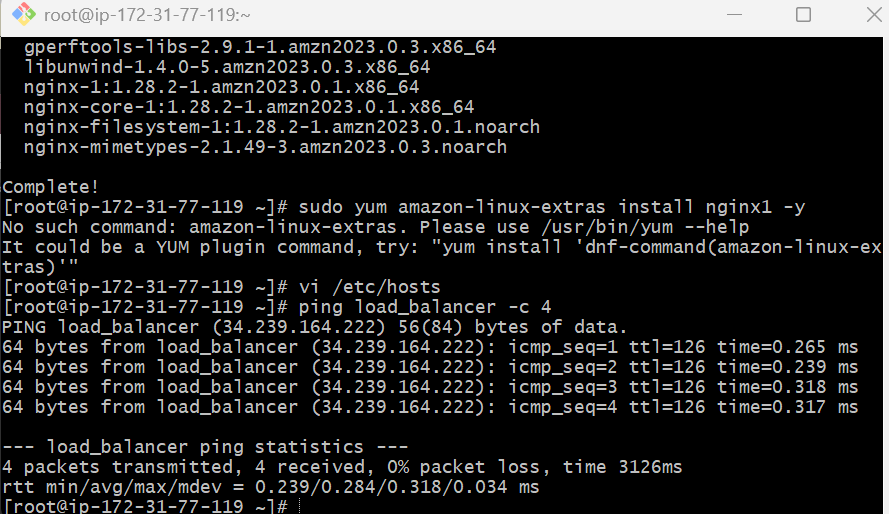 root@ip-172-31-77-119:~
gperftools-libs-2.9.1-1.amzn2023.0.3.x86_64
libunwind-1.4.0-5.amzn2023.0.3.x86_64
nginx-1:1.28.2-1.amzn2023.0.1.x86_64
nginx-core-1:1.28.2-1.amzn2023.0.1.x86_64
nginx-filesystem-1:1.28.2-1.amzn2023.0.1.noarch
nginx-mimetypes-2.1.49-3.amzn2023.0.3.noarch
Complete!
[root@ip-172-31-77-119 ~]# sudo yum amazon-linux-extras install nginx1 -y
No such command: amazon-linux-extras. Please use /usr/bin/yum --help
It could be a YUM plugin command, try: "yum install 'dnf-command(amazon-linux-ex
tras)'"
[root@ip-172-31-77-119 ~]# vi /etc/hosts
[root@ip-172-31-77-119 ~]# ping load_balancer -c 4
PING load_balancer (34.239.164.222) 56(84) bytes of data.
64 bytes from load_balancer (34.239.164.222): icmp_seq=1 ttl=126 time=0.265 ms
64 bytes from load_balancer (34.239.164.222): icmp_seq=2 ttl=126 time=0.239 ms
64 bytes from load_balancer (34.239.164.222): icmp_seq=3 ttl=126 time=0.318 ms
64 bytes from load_balancer (34.239.164.222): icmp_seq=4 ttl=126 time=0.317 ms
--- load_balancer ping statistics ---
4 packets transmitted, 4 received, 0% packet loss, time 3126ms
rtt min/avg/max/mdev = 0.239/0.284/0.318/0.034 ms
[root@ip-172-31-77-119 ~]#